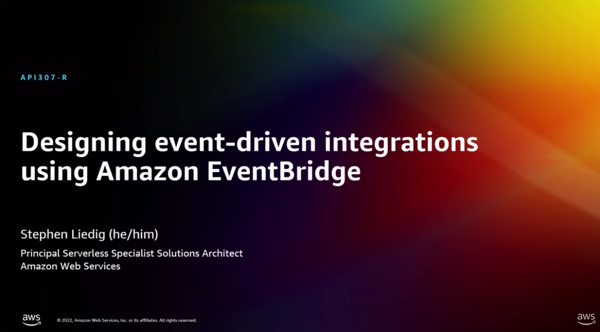 API307-R
Designing event-driven integrations
using Amazon EventBridge
Stephen Liedig (he/him)
Principal Serverless Specialist Solutions Architect
Amazon Web Services
aws
© 2022, Amazon Web Services, Inc. or its affiliates. All rights reserved.
aws